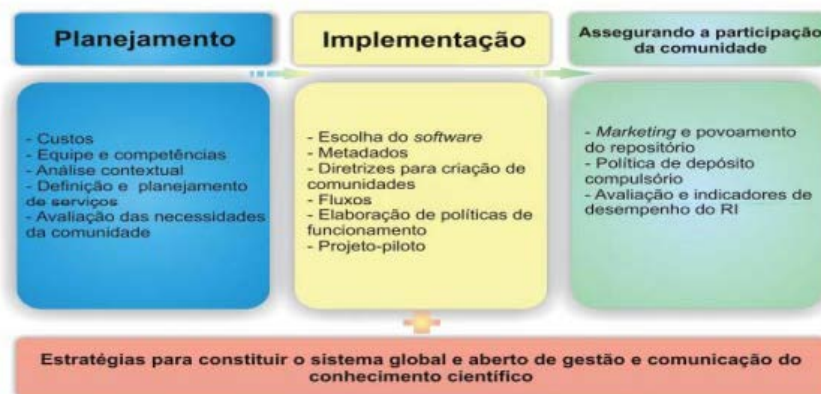 Planejamento
- Custos
- Equipe e competências
- Análise contextual
- Definição e planejamento
de serviços
- Avaliação das necessidades
da comunidade
Implementação
- Escolha do software
- Metadados
- Diretrizes para criação de
comunidades
- Fluxos
- Elaboração de políticas de
funcionamento
- Projeto-piloto
Assegurando a participação
da comunidade
- Marketing e povoamento
do repositório
- Política de depósito
compulsório
- Avaliação e indicadores de
desempenho do RI
Estratégias para constituir o sistema global e aberto de gestão e comunicação do
conhecimento científico